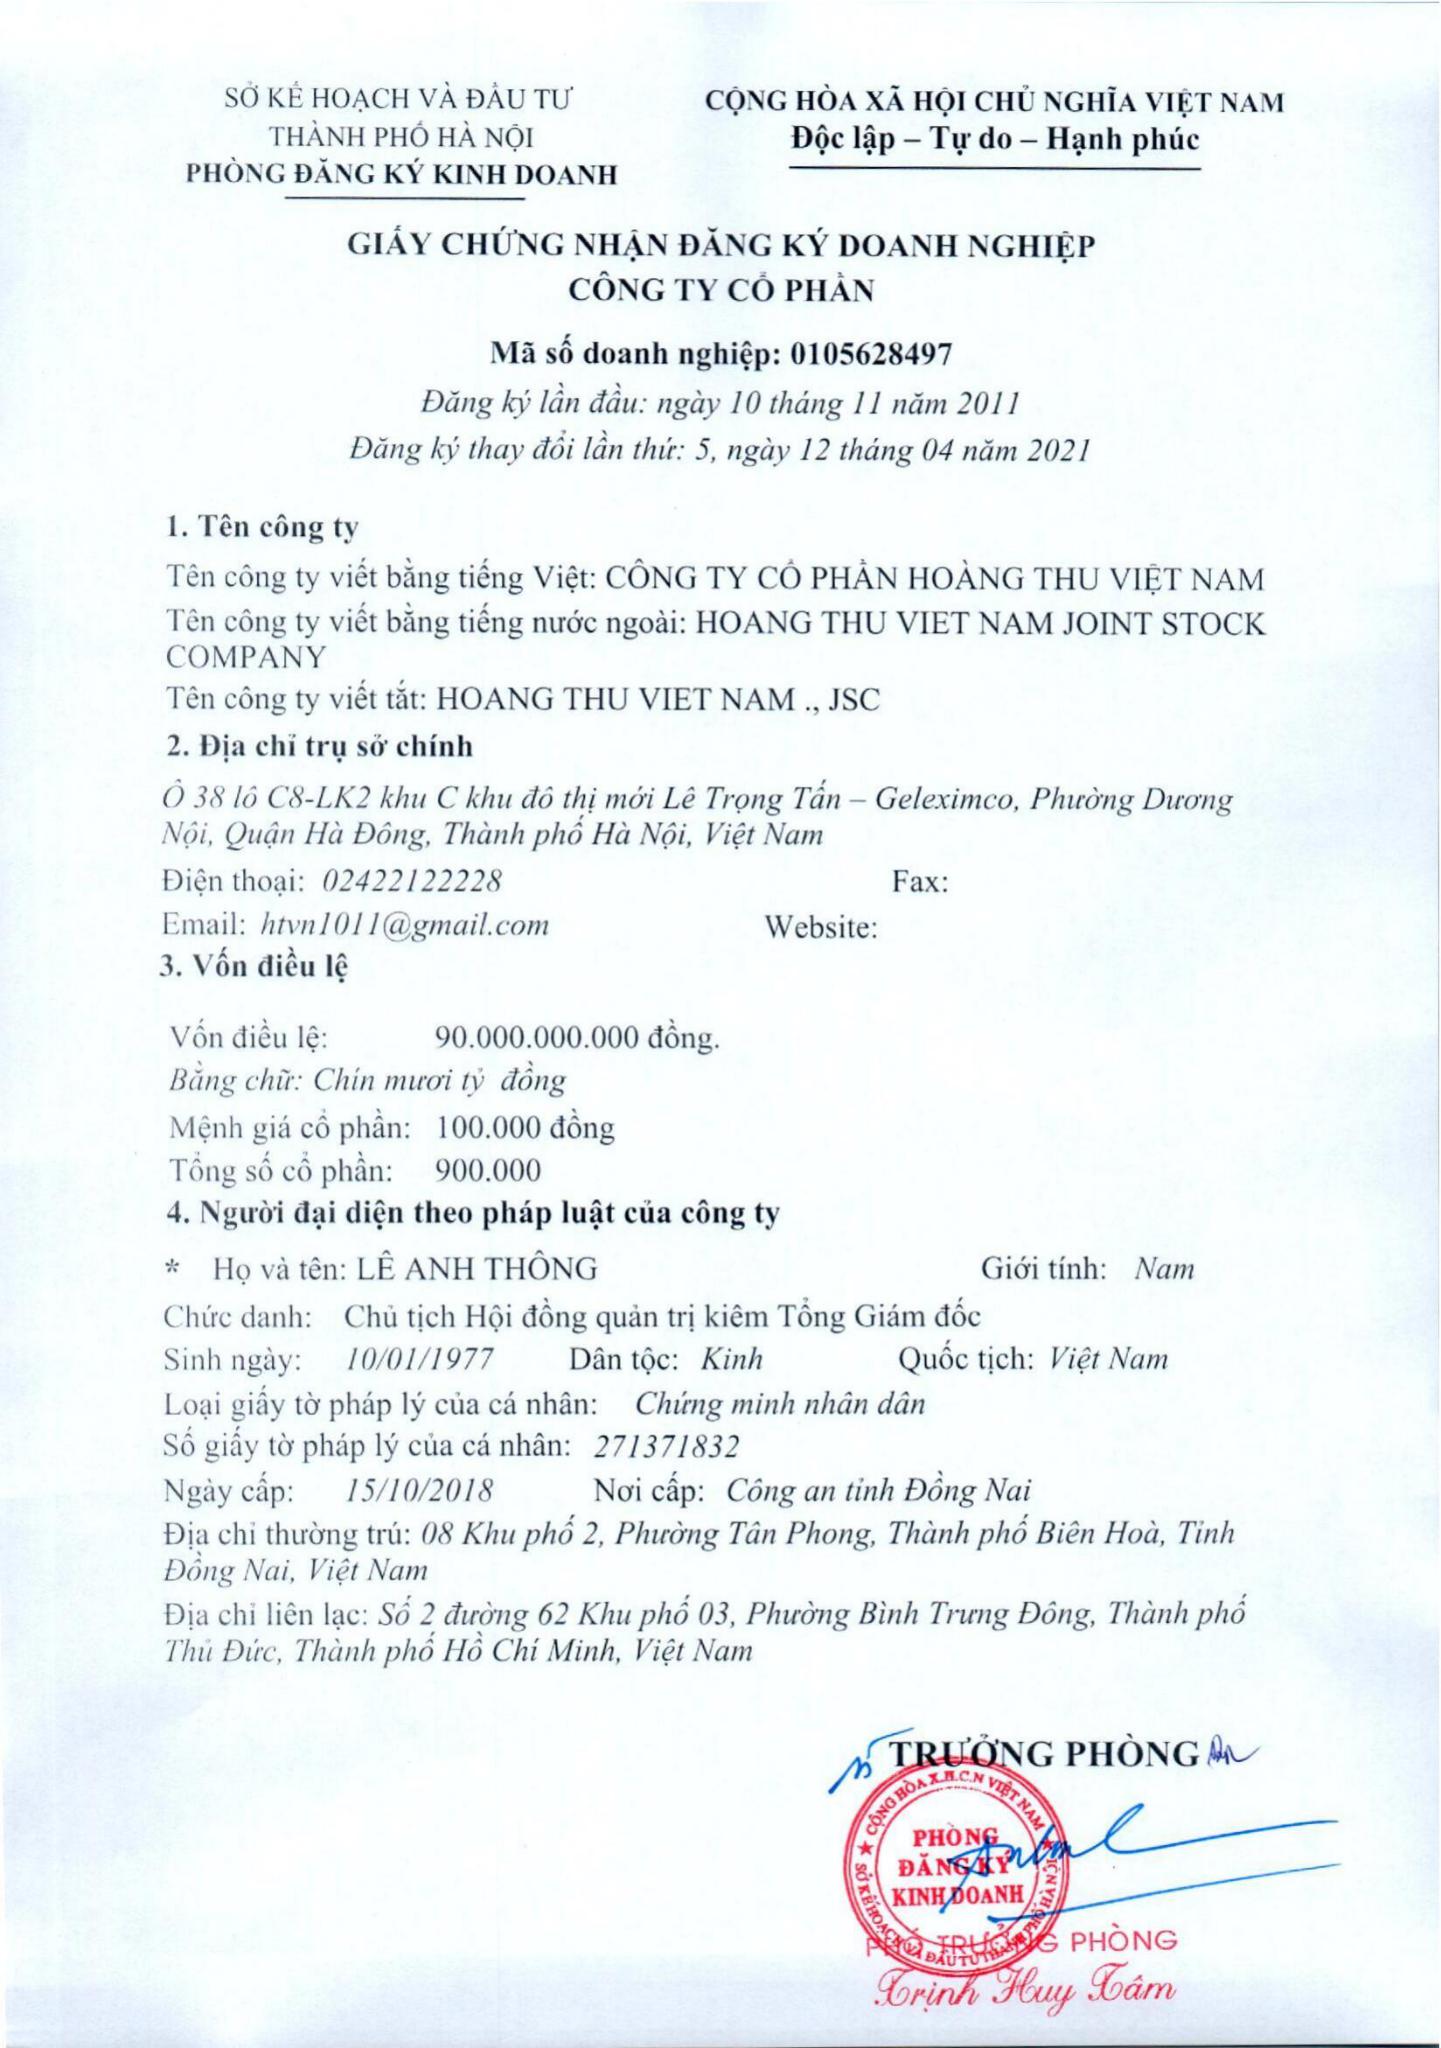 SỞ KẾ HOẠCH VÀ ĐẦU TƯ
THÀNH PHỐ HÀ NỘI
PHÒNG ĐĂNG KÝ KINH DOANH
CỘNG HÒA XÃ HỘI CHỦ NGHĨA VIỆT NAM
Độc lập – Tự do – Hạnh phúc
GIẤY CHỨNG NHẬN ĐĂNG KÝ DOANH NGHIỆP
CÔNG TY CỔ PHẦN
Mã số doanh nghiệp: 0105628497
Đăng ký lần đầu: ngày 10 tháng 11 năm 2011
Đăng ký thay đổi lần thứ: 5, ngày 12 tháng 04 năm 2021
1. Tên công ty
Tên công ty viết bằng tiếng Việt: CÔNG TY CỔ PHẦN HOÀNG THU VIỆT NAM
Tên công ty viết bằng tiếng nước ngoài: HOANG THU VIET NAM JOINT STOCK
COMPANY
Tên công ty viết tắt: HOANG THU VIET NAM ., JSC
2. Địa chỉ trụ sở chính
Ô 38 lô C8-LK2 khu C khu đô thị mới Lê Trọng Tấn – Geleximco, Phường Dương
Nội, Quận Hà Đông, Thành phố Hà Nội, Việt Nam
Điện thoại: 02422122228 Fax:
Email: htvn1011@gmail.com Website:
3. Vốn điều lệ
Vốn điều lệ: 90.000.000.000 đồng.
Bằng chữ: Chín mươi tỷ đồng
Mệnh giá cổ phần: 100.000 đồng
Tổng số cổ phần: 900.000
4. Người đại diện theo pháp luật của công ty
* Họ và tên: LÊ ANH THÔNG Giới tính: Nam
Chức danh: Chủ tịch Hội đồng quản trị kiêm Tổng Giám đốc
Sinh ngày: 10/01/1977 Dân tộc: Kinh Quốc tịch: Việt Nam
Loại giấy tờ pháp lý của cá nhân: Chứng minh nhân dân
Số giấy tờ pháp lý của cá nhân: 271371832
Ngày cấp: 15/10/2018 Nơi cấp: Công an tỉnh Đồng Nai
Địa chỉ thường trú: 08 Khu phố 2, Phường Tân Phong, Thành phố Biên Hoà, Tỉnh
Đồng Nai, Việt Nam
Địa chỉ liên lạc: Số 2 đường 62 Khu phố 03, Phường Bình Trưng Đông, Thành phố
Thủ Đức, Thành phố Hồ Chí Minh, Việt Nam
TRƯỞNG PHÒNG
CỘNG HÒA X.H.C.N VIỆT NAM
PHÒNG
ĐĂNG KÝ
KINH DOANH
SỞ KẾ HOẠCH VÀ ĐẦU TƯ THÀNH PHỐ HÀ NỘI
PHÓ TRƯỞNG PHÒNG
Trịnh Huy Tâm